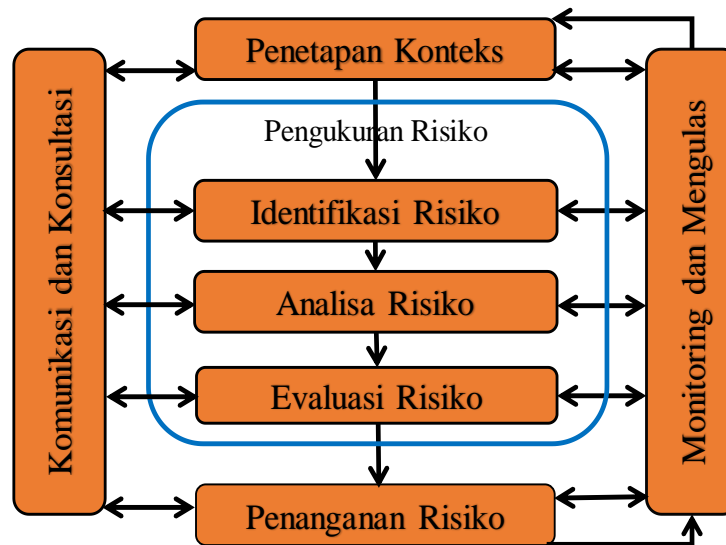 Penetapan Konteks
Pengukuran Risiko
Identifikasi Risiko
Analisa Risiko
Evaluasi Risiko
Penanganan Risiko
Komunikasi dan Konsultasi
Monitoring dan Mengulas